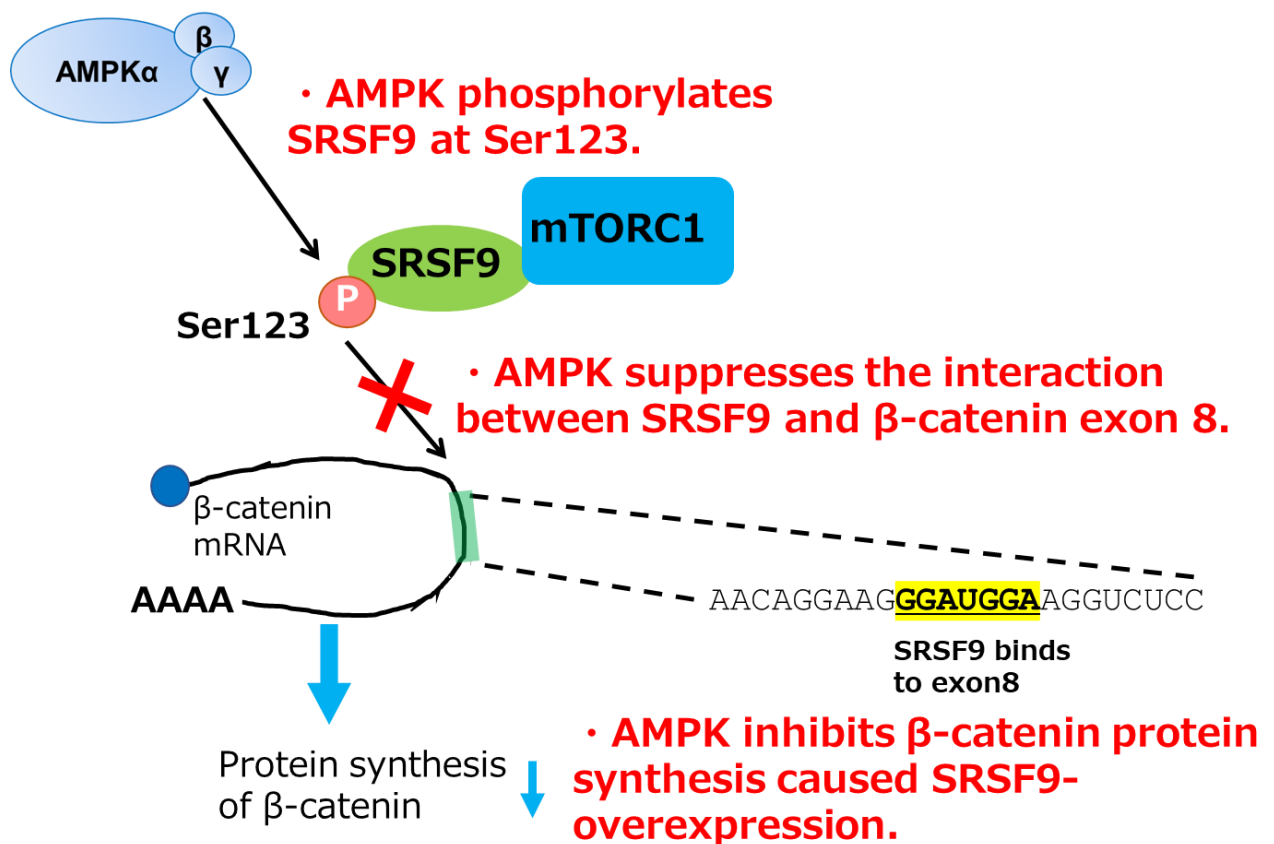 AMPKα
β
γ
・AMPK phosphorylates
SRSF9 at Ser123.
mTORC1
SRSF9
P
Ser123
・AMPK suppresses the interaction
between SRSF9 and β-catenin exon 8.
β-catenin
mRNA
AAAA
AACAGGAAGGGAUGGAAGGUCUCC
SRSF9 binds
to exon8
・AMPK inhibits β-catenin protein
synthesis caused SRSF9-
overexpression.
Protein synthesis
of β-catenin